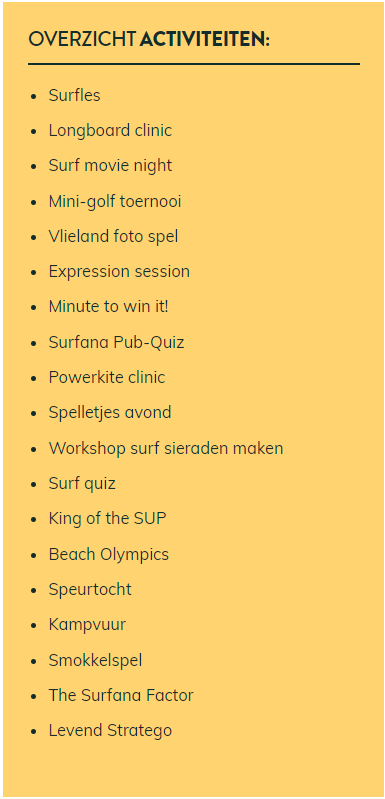 OVERZICHT ACTIVITEITEN:
• Surfles
• Longboard clinic
• Surf movie night
• Mini-golf toernooi
• Vlieland foto spel
• Expression session
• Minute to win it!
• Surfana Pub-Quiz
• Powerkite clinic
• Spelletjes avond
• Workshop surf sieraden maken
• Surf quiz
• King of the SUP
• Beach Olympics
• Speurtocht
• Kampvuur
• Smokkelspel
• The Surfana Factor
• Levend Stratego